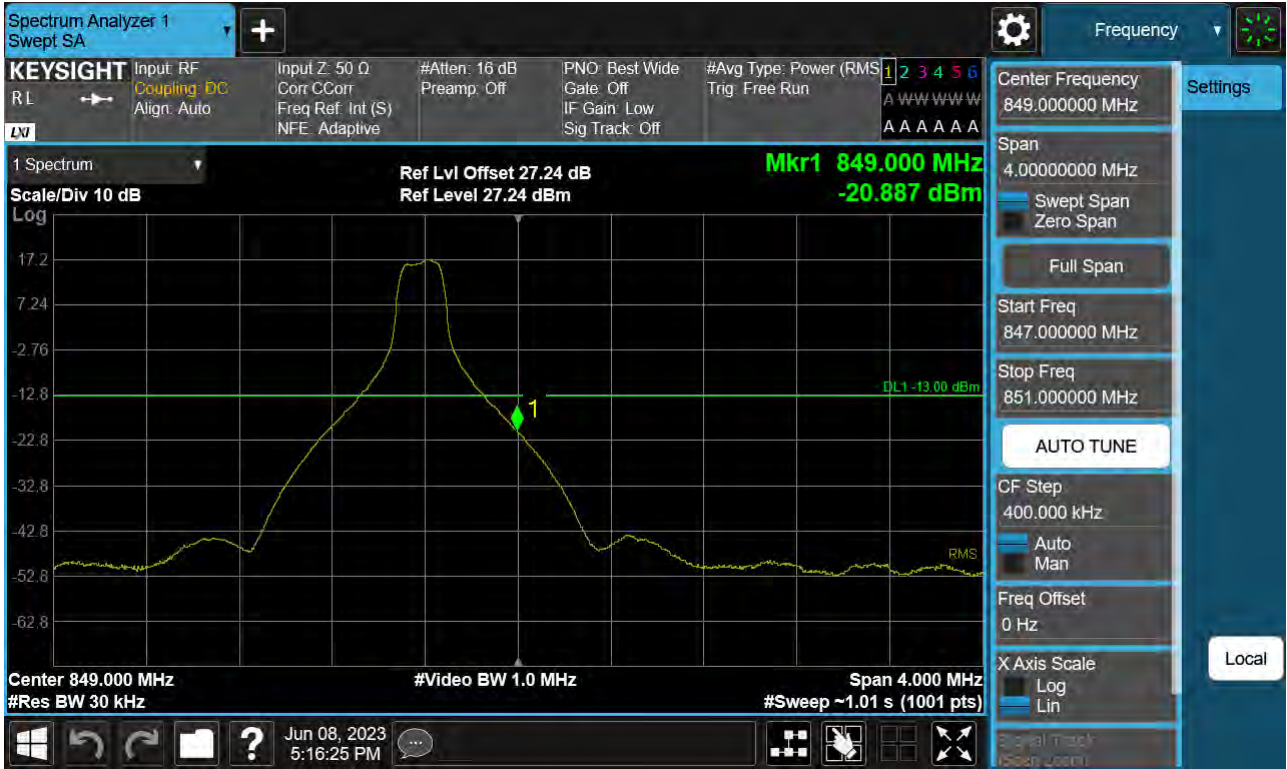 Spectrum Analyzer 1
Swept SA
Frequency
KEYSIGHT
R L
LXI
Input: RF
Coupling: DC
Align: Auto
Input Z: 50 Ω
Corr CCorr
Freq Ref: Int (S)
NFE: Adaptive
#Atten: 16 dB
Preamp: Off
PNO: Best Wide
Gate: Off
IF Gain: Low
Sig Track: Off
#Avg Type: Power (RMS
Trig: Free Run
1 2 3 4 5 6
A W W W W W
A A A A A A
1 Spectrum
Scale/Div 10 dB
Log
Ref Lvl Offset 27.24 dB
Ref Level 27.24 dBm
Mkr1 849.000 MHz
-20.887 dBm
17.2
7.24
-2.76
-12.8
-22.8
-32.8
-42.8
-52.8
-62.8
DL1 -13.00 dBm
1
RMS
Center 849.000 MHz
#Res BW 30 kHz
#Video BW 1.0 MHz
Span 4.000 MHz
#Sweep ~1.01 s (1001 pts)
Center Frequency
849.000000 MHz
Settings
Span
4.00000000 MHz
Swept Span
Zero Span
Full Span
Start Freq
847.000000 MHz
Stop Freq
851.000000 MHz
AUTO TUNE
CF Step
400.000 kHz
Auto
Man
Freq Offset
0 Hz
X Axis Scale
Log
Lin
Signal Track
(Span Zoom)
Local
?
Jun 08, 2023
5:16:25 PM